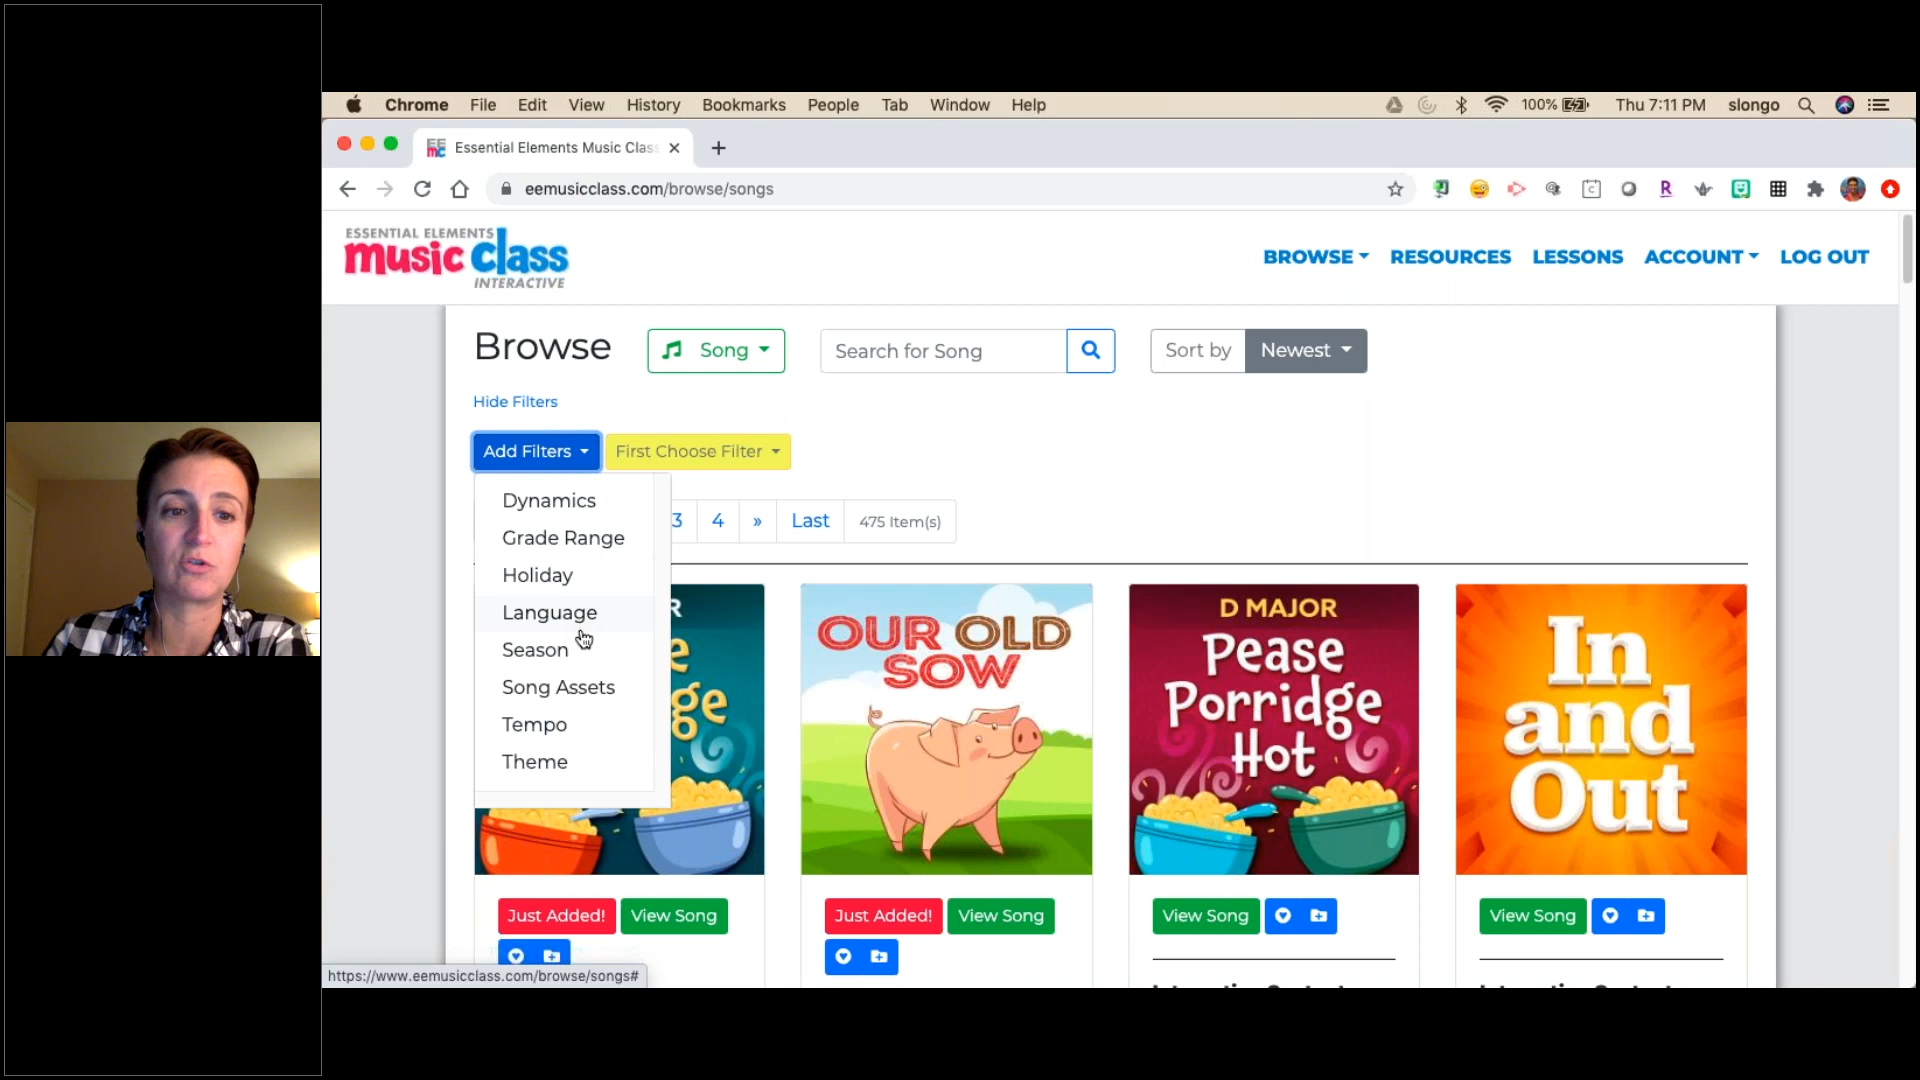 Chrome File Edit View History Bookmarks People Tab Window Help 100% Thu 7:11 PM slongo
Essential Elements Music Clas
eemusicclass.com/browse/songs
ESSENTIAL ELEMENTS
music class
INTERACTIVE
BROWSE RESOURCES LESSONS ACCOUNT LOG OUT
Browse Song Search for Song Sort by Newest
Hide Filters
Add Filters First Choose Filter
Dynamics
Grade Range
Holiday
Language
Season
Song Assets
Tempo
Theme
3 4 » Last 475 Item(s)
OUR OLD
SOW
D MAJOR
Pease
Porridge
Hot
In
and
Out
Just Added! View Song
Just Added! View Song
View Song
View Song
https://www.eemusicclass.com/browse/songs#